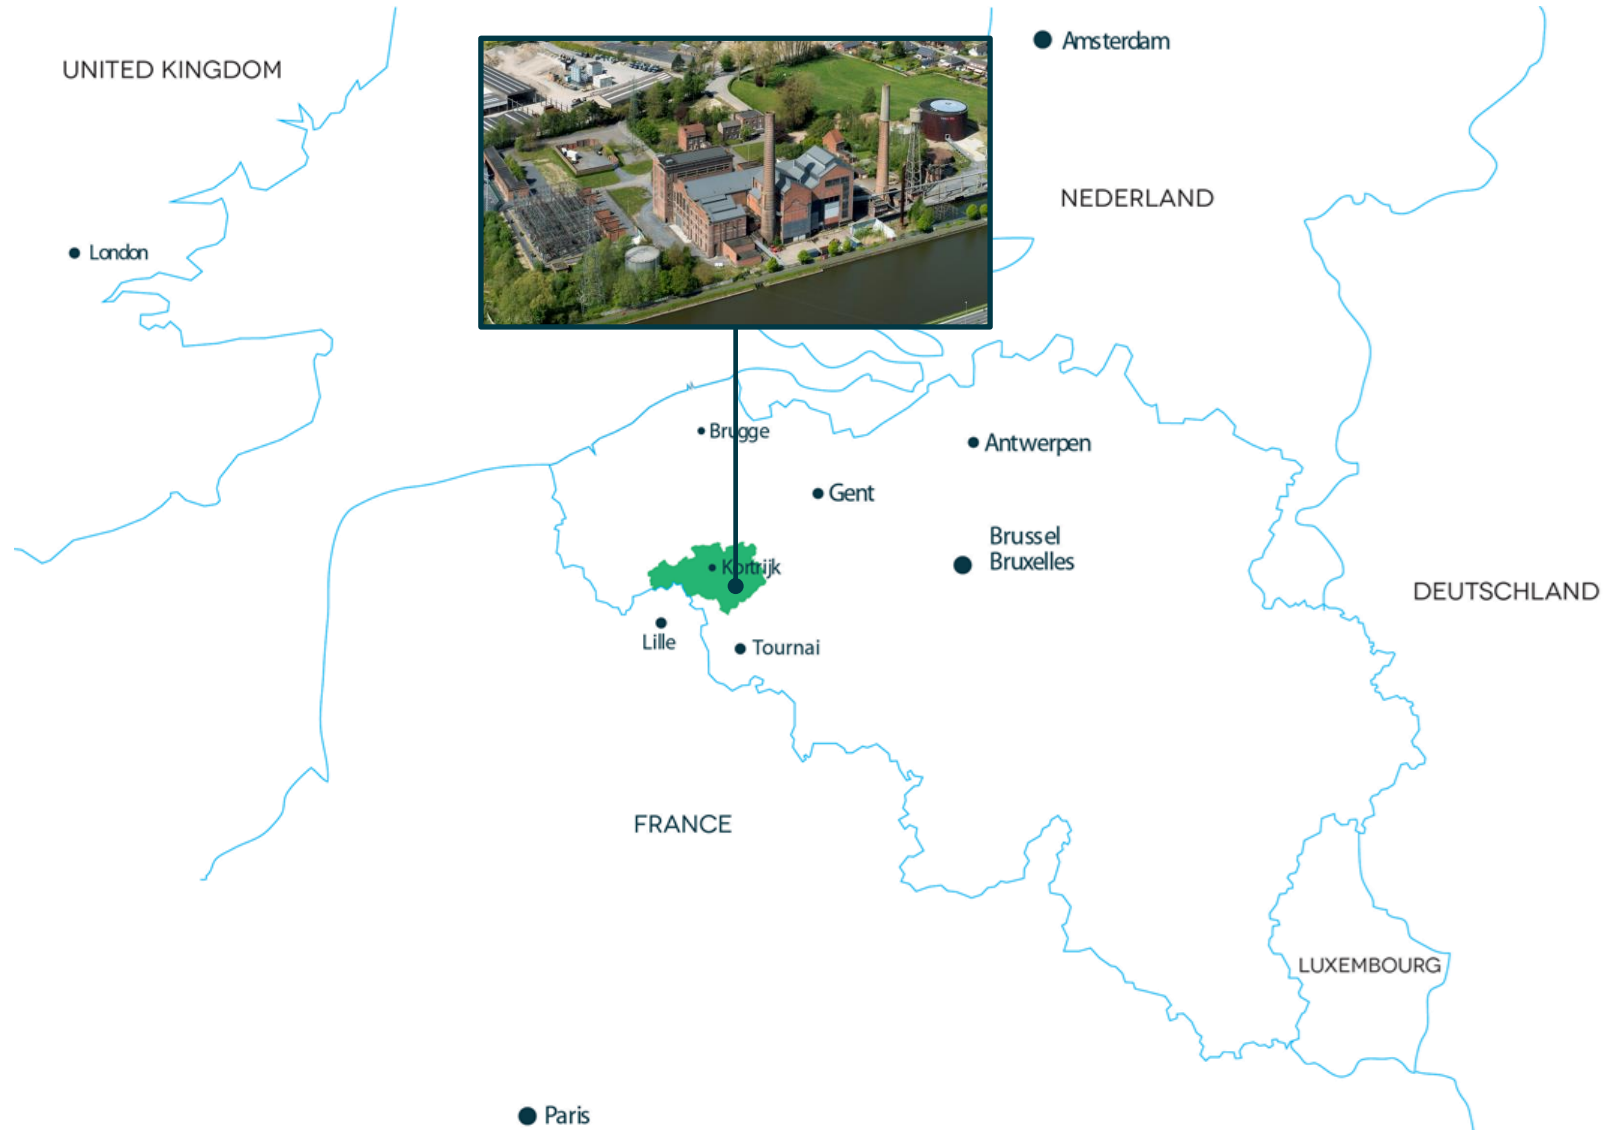 Amsterdam
UNITED KINGDOM
NEDERLAND
London
Brugge
Antwerpen
Gent
Brussel
Bruxelles
Kortrijk
DEUTSCHLAND
Lille
Tournai
FRANCE
LUXEMBOURG
Paris